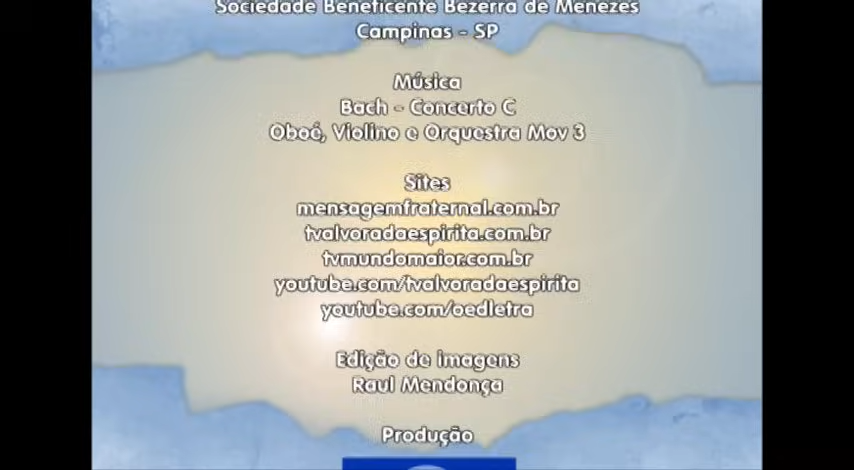 Sociedade Beneficente Bezerra de Menezes
Campinas - SP
Música
Bach - Concerto C
Oboé, Violino e Orquestra Mov 3
Sites
mensagemfraternal.com.br
tvalvoradaespirita.com.br
tvmundomaior.com.br
youtube.com/tvalvoradaespirita
youtube.com/oedletra
Edição de imagens
Raul Mendonça
Produção